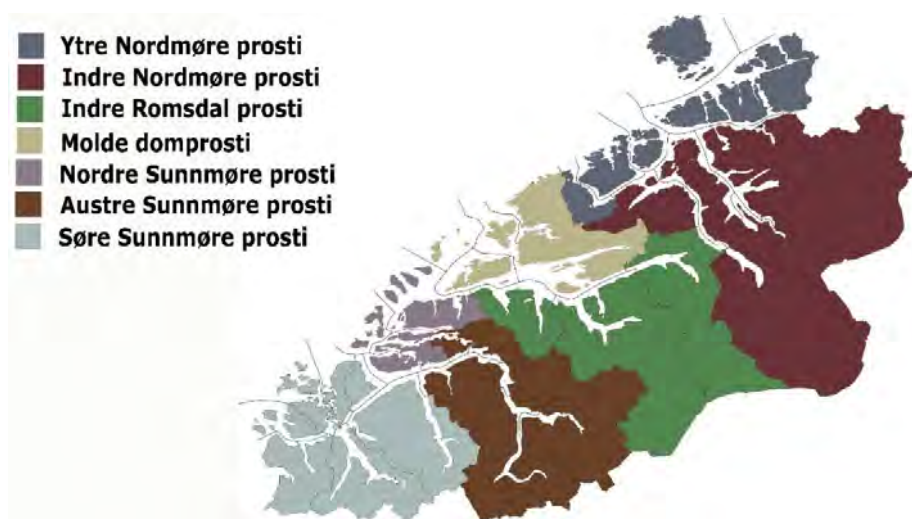 Ytre Nordmøre prosti
Indre Nordmøre prosti
Indre Romsdal prosti
Molde domprosti
Nordre Sunnmøre prosti
Austre Sunnmøre prosti
Søre Sunnmøre prosti